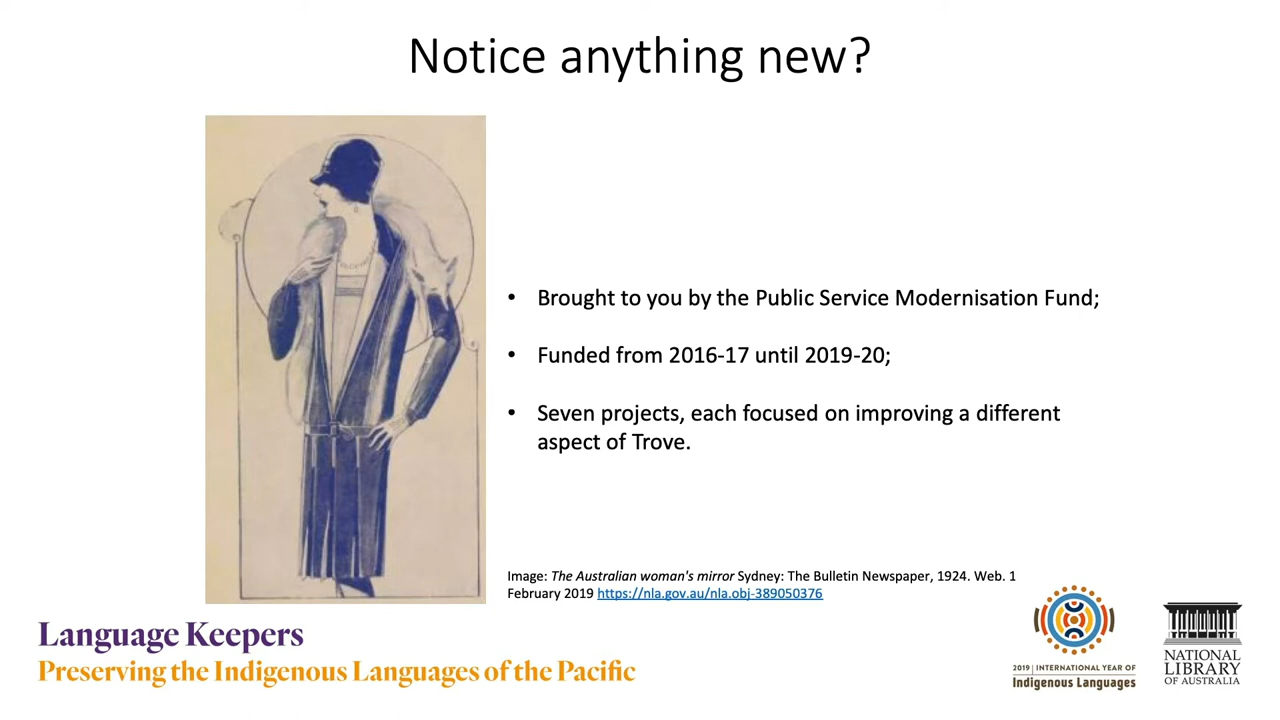 Notice anything new?
• Brought to you by the Public Service Modernisation Fund;
• Funded from 2016-17 until 2019-20;
• Seven projects, each focused on improving a different
aspect of Trove.
Image: The Australian woman's mirror Sydney: The Bulletin Newspaper, 1924. Web. 1
February 2019 https://nla.gov.au/nla.obj-389050376
Language Keepers
Preserving the Indigenous Languages of the Pacific
2019 | INTERNATIONAL YEAR OF
Indigenous Languages
NATIONAL
LIBRARY
OF AUSTRALIA